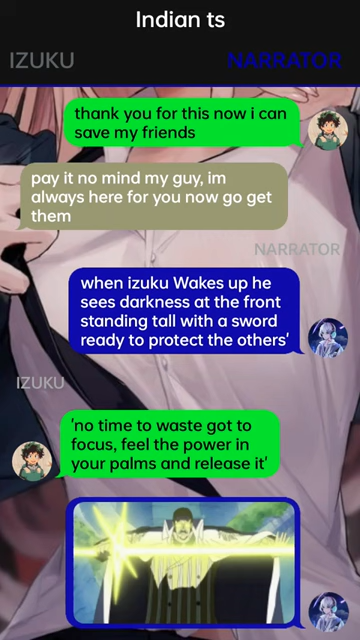 Indian ts
IZUKU
NARRATOR
thank you for this now i can
save my friends
pay it no mind my guy, im
always here for you now go get
them
NARRATOR
when izuku Wakes up he
sees darkness at the front
standing tall with a sword
ready to protect the others'
IZUKU
'no time to waste got to
focus, feel the power in
your palms and release it'